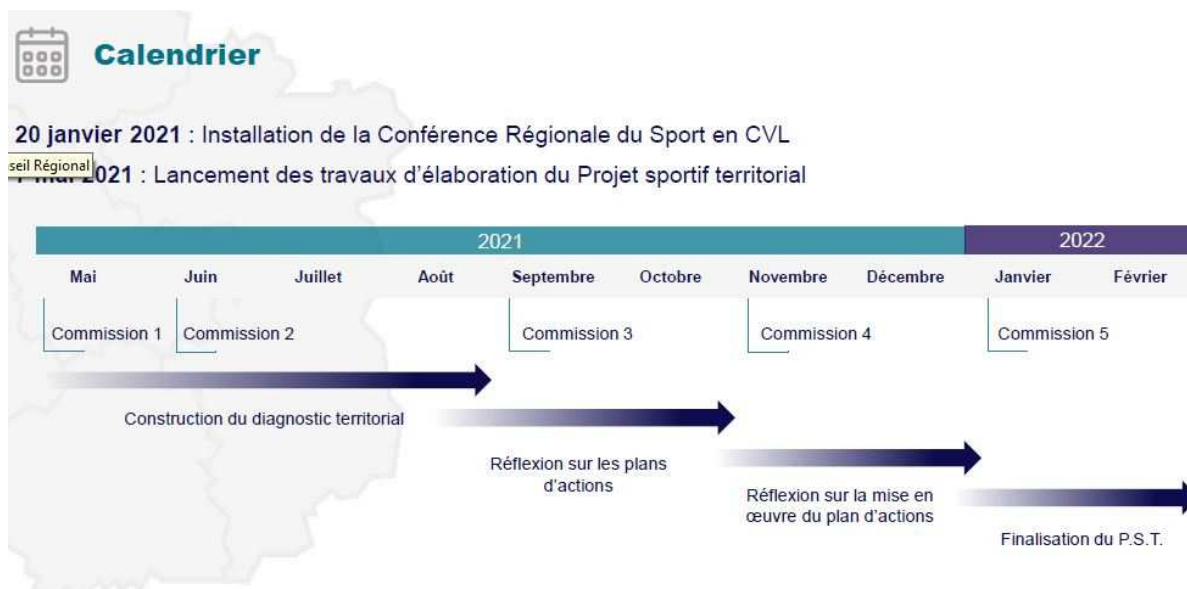 Calendrier
20 janvier 2021 : Installation de la Conférence Régionale du Sport en CVL
seil Régional
2021 : Lancement des travaux d'élaboration du Projet sportif territorial
2021 2022
Mai Juin Juillet Août Septembre Octobre Novembre Décembre Janvier Février
Commission 1 Commission 2 Commission 3 Commission 4 Commission 5
Construction du diagnostic territorial
Réflexion sur les plans
d'actions
Réflexion sur la mise en
œuvre du plan d'actions
Finalisation du P.S.T.